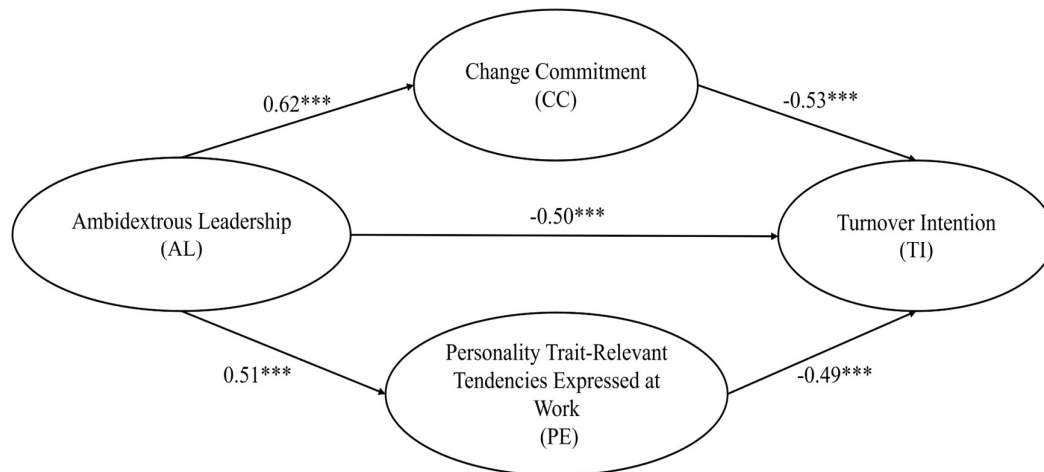 Change Commitment
(CC)
0.62***
-0.53***
Ambidextrous Leadership
(AL)
-0.50***
Turnover Intention
(TI)
0.51***
Personality Trait-Relevant
Tendencies Expressed at
Work
(PE)
-0.49***